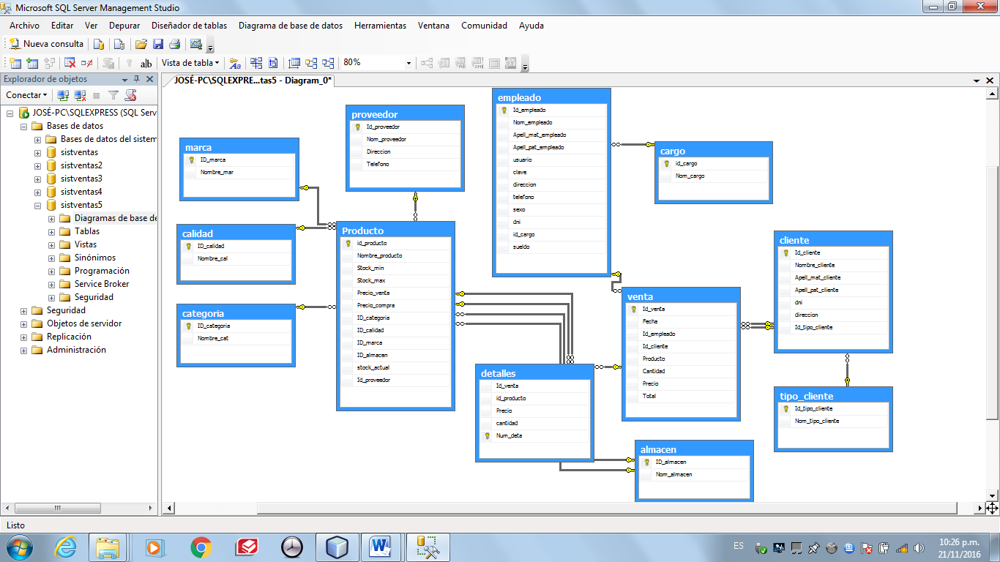 Microsoft SQL Server Management Studio
Archivo Editar Ver Depurar Diseñador de tablas Diagrama de base de datos Herramientas Ventana Comunidad Ayuda
Nueva consulta
ab Vista de tabla 80%
Explorador de objetos
Conectar
JOSÉ-PC\SQLEXPRESS (SQL Serv
Bases de datos
Bases de datos del sistem
sistventas
sistventas2
sistventas3
sistventas4
sistventas5
Diagramas de base de
Tablas
Vistas
Sinónimos
Programación
Service Broker
Seguridad
Seguridad
Objetos de servidor
Replicación
Administración
JOSÉ-PC\SQLEXPRE...tas5 - Diagram_0*
marca
ID_marca
Nombre_mar
calidad
ID_calidad
Nombre_cal
categoria
ID_categoria
Nombre_cat
proveedor
Id_proveedor
Nom_proveedor
Direccion
Telefono
Producto
id_producto
Nombre_producto
Stock_min
Stock_max
Precio_venta
Precio_compra
ID_categoria
ID_calidad
ID_marca
ID_almacen
stock_actual
Id_proveedor
empleado
Id_empleado
Nom_empleado
Apell_mat_empleado
Apell_pat_empleado
usuario
clave
direccion
telefono
sexo
dni
id_cargo
sueldo
cargo
id_cargo
Nom_cargo
detalles
Id_venta
id_producto
Precio
cantidad
Num_deta
venta
Id_venta
Fecha
Id_empleado
Id_cliente
Producto
Cantidad
Precio
Total
cliente
Id_cliente
Nombre_cliente
Apell_mat_cliente
Apell_pat_cliente
dni
direccion
Id_tipo_cliente
tipo_cliente
Id_tipo_cliente
Nom_tipo_cliente
almacen
ID_almacen
Nom_almacen
Listo
ES
10:26 p.m.
21/11/2016